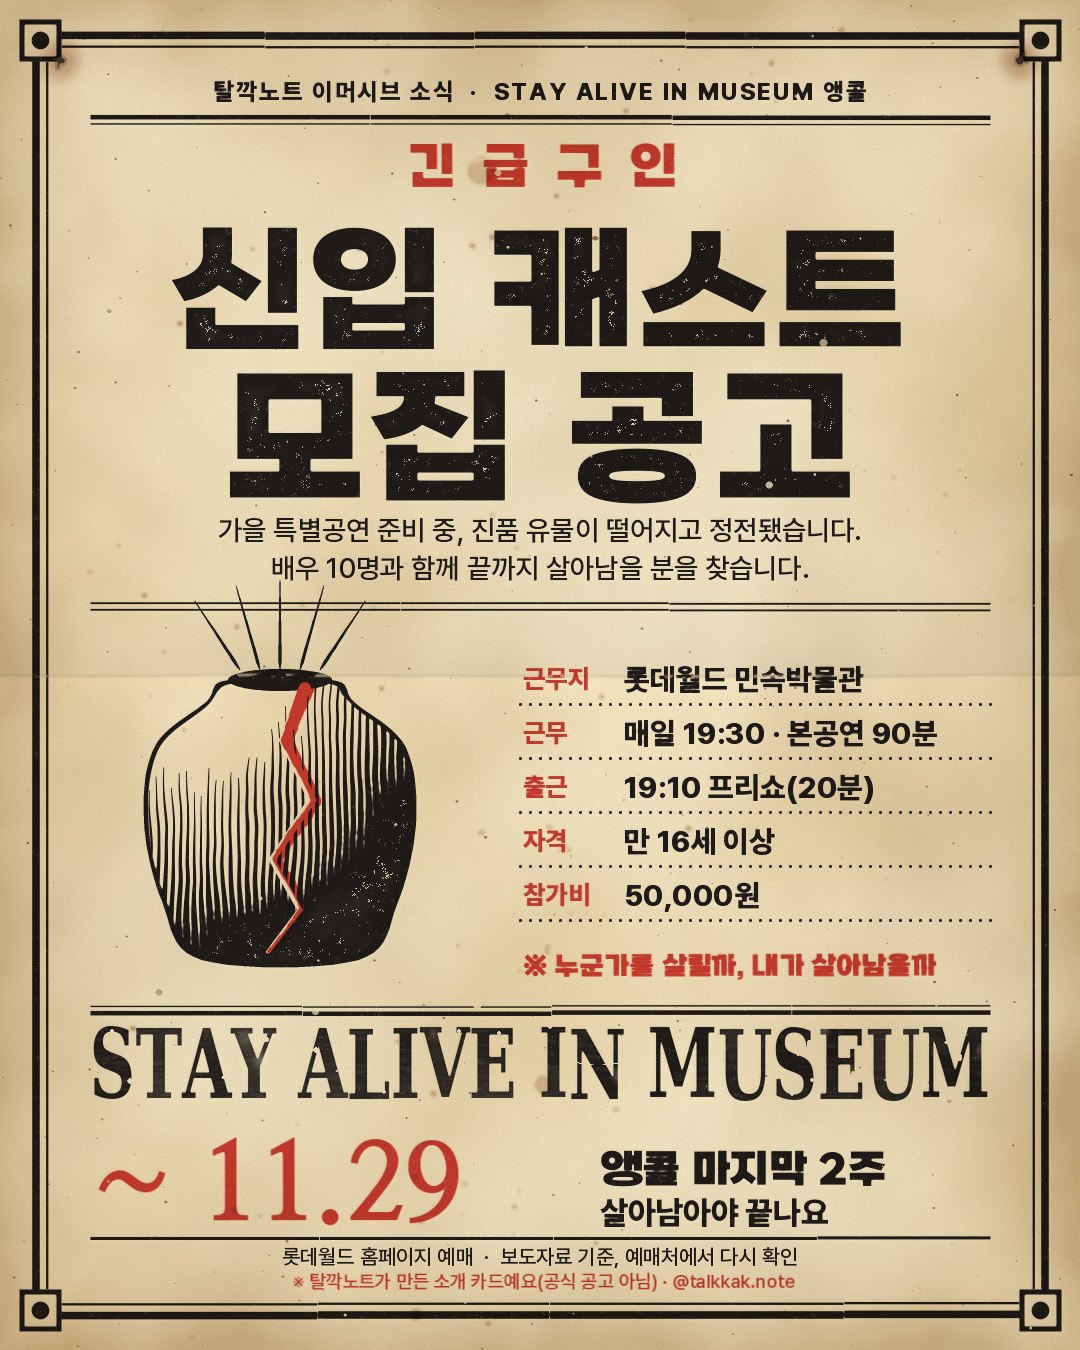 탈깍노트 이머시브 소식 · STAY ALIVE IN MUSEUM 앵콜
긴급구인
신입 캐스트
모집 공고
가을 특별공연 준비 중, 진품 유물이 떨어지고 정전됐습니다.
배우 10명과 함께 끝까지 살아남을 분을 찾습니다.
근무지 롯데월드 민속박물관
근무 매일 19:30 · 본공연 90분
출근 19:10 프리쇼(20분)
자격 만 16세 이상
참가비 50,000원
※ 누군가를 살릴까, 내가 살아남을까
STAY ALIVE IN MUSEUM
~ 11.29
앵콜 마지막 2주
살아남아야 끝나요
롯데월드 홈페이지 예매 · 보도자료 기준, 예매처에서 다시 확인
※ 탈깍노트가 만든 소개 카드예요(공식 공고 아님) · @talkkak.note